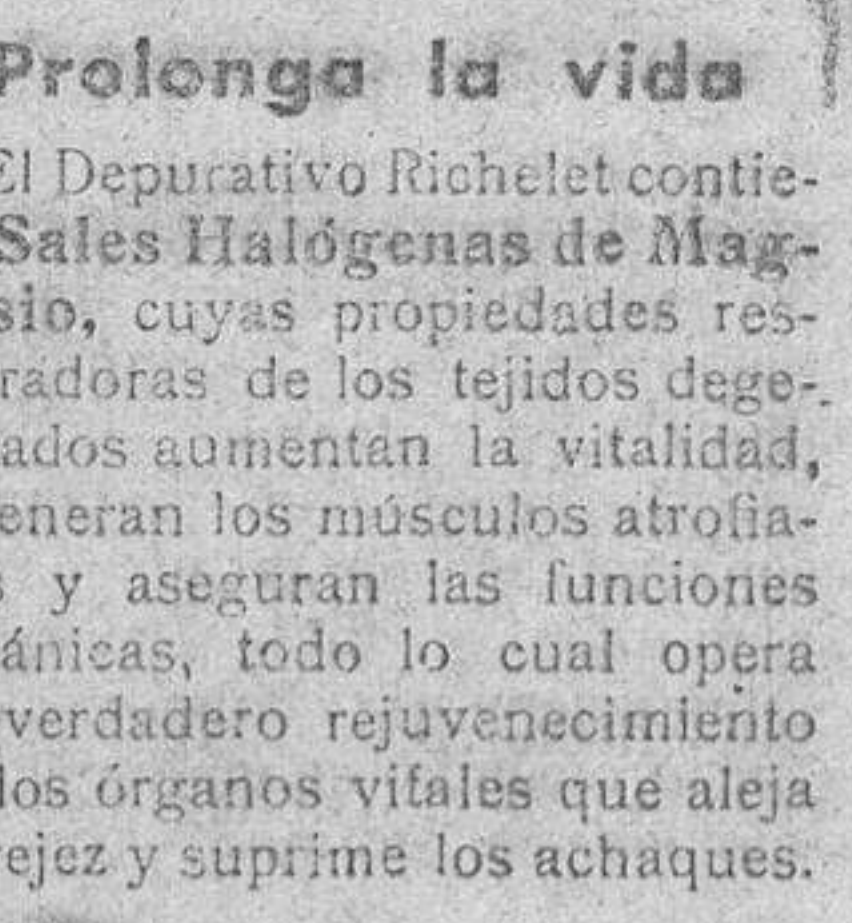 Prolonga la vida
El Depurativo Richelet contie-
Sales Halógenas de Mag-
sio, cuyas propiedades res-
radoras de los tejidos dege-
ados aumentan la vitalidad,
eneran los músculos atrofia-
s y aseguran las funciones
ánicas, todo lo cual opera
verdadero rejuvenecimiento
los órganos vitales que aleja
ejez y suprime los achaques.